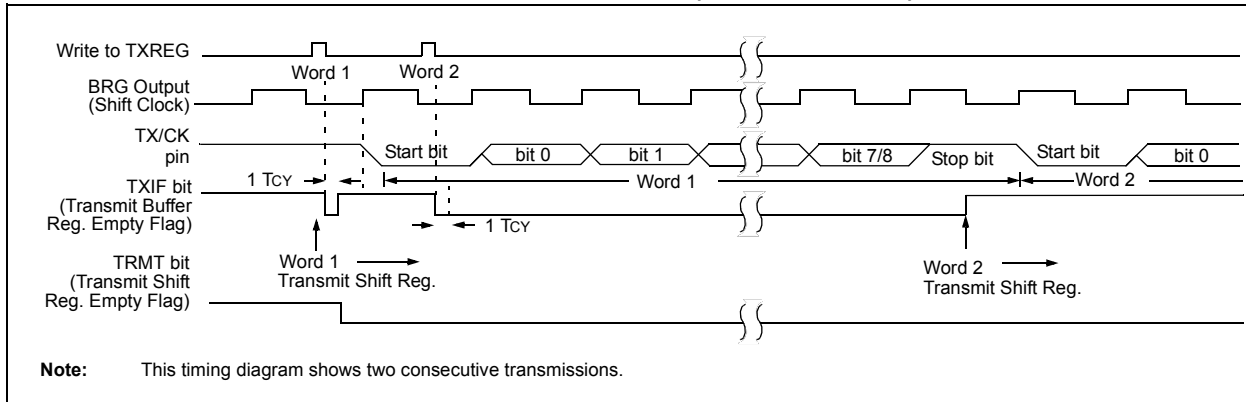 Write to TXREG
Word 1 Word 2
BRG Output
(Shift Clock)
TX/CK
pin
Start bit bit 0 bit 1 bit 7/8 Stop bit Start bit bit 0
1 TCY Word 1 Word 2
TXIF bit
(Transmit Buffer
Reg. Empty Flag)
1 TCY
TRMT bit
(Transmit Shift
Reg. Empty Flag)
Word 1
Transmit Shift Reg.
Word 2
Transmit Shift Reg.
Note: This timing diagram shows two consecutive transmissions.